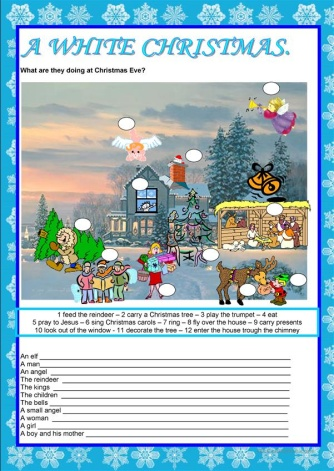 A WHITE CHRISTMAS.
What are they doing at Christmas Eve?
1 feed the reindeer – 2 carry a Christmas tree – 3 play the trumpet – 4 eat
5 pray to Jesus – 6 sing Christmas carols – 7 ring – 8 fly over the house – 9 carry presents
10 look out of the window - 11 decorate the tree – 12 enter the house trough the chimney
An elf
A man
An angel
The reindeer
The kings
The children
The bells
A small angel
A woman
A girl
A boy and his mother